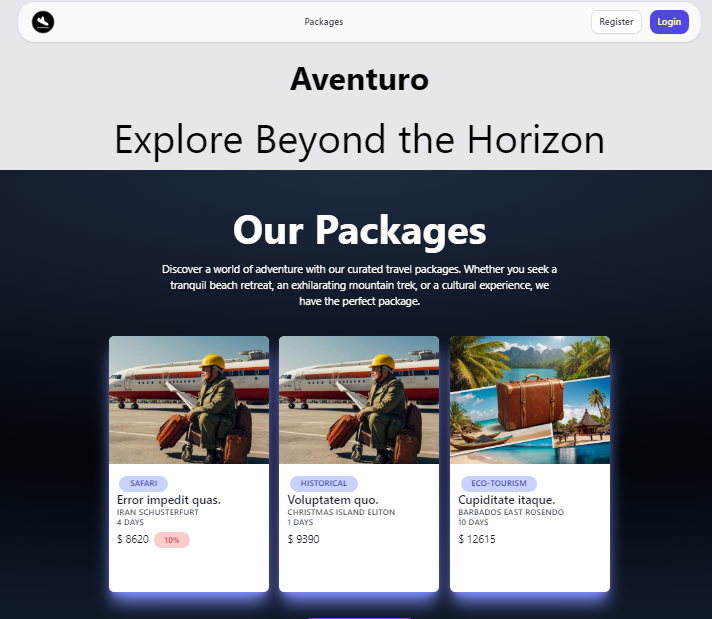 Packages
Register
Login
Aventuro
Explore Beyond the Horizon
Our Packages
Discover a world of adventure with our curated travel packages. Whether you seek a
tranquil beach retreat, an exhilarating mountain trek, or a cultural experience, we
have the perfect package.
SAFARI
Error impedit quas.
IRAN SCHUSTERFURT
4 DAYS
$ 8620 10%
HISTORICAL
Voluptatem quo.
CHRISTMAS ISLAND ELITON
1 DAYS
$ 9390
ECO-TOURISM
Cupiditate itaque.
BARBADOS EAST ROSENDO
10 DAYS
$ 12615